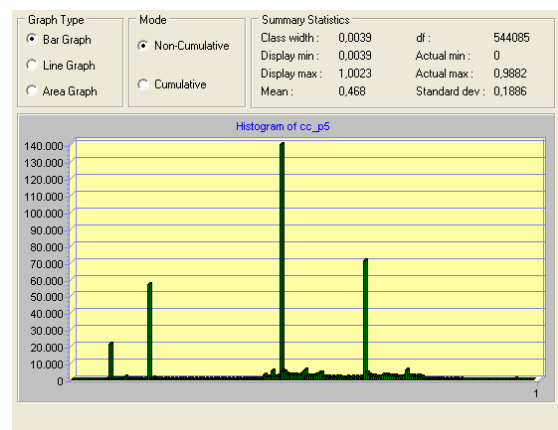 Graph Type
Bar Graph
Line Graph
Area Graph
Mode
Non-Cumulative
Cumulative
Summary Statistics
Class width : 0,0039 df : 544085
Display min : 0,0039 Actual min : 0
Display max : 1,0023 Actual max : 0,9882
Mean : 0,468 Standard dev : 0,1886
Histogram of cc_p5
140.000
130.000
120.000
110.000
100.000
90.000
80.000
70.000
60.000
50.000
40.000
30.000
20.000
10.000
0
1